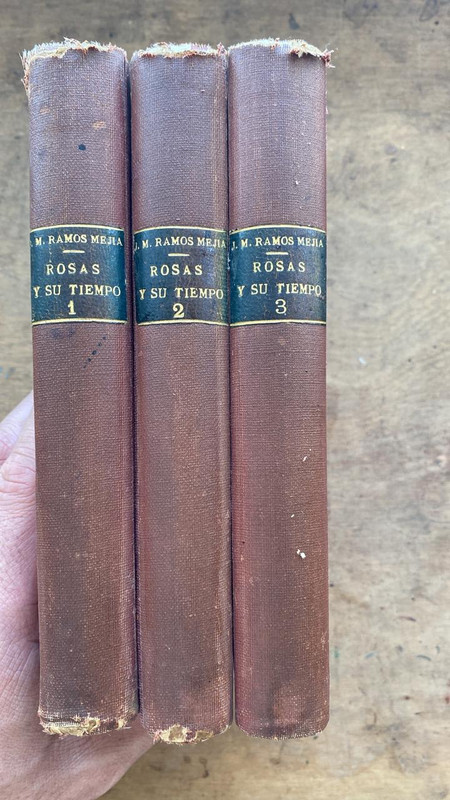 J. M. RAMOS MEJIA
ROSAS
Y SU TIEMPO
1
J. M. RAMOS MEJIA
ROSAS
Y SU TIEMPO
2
J. M. RAMOS MEJIA
ROSAS
Y SU TIEMPO
3